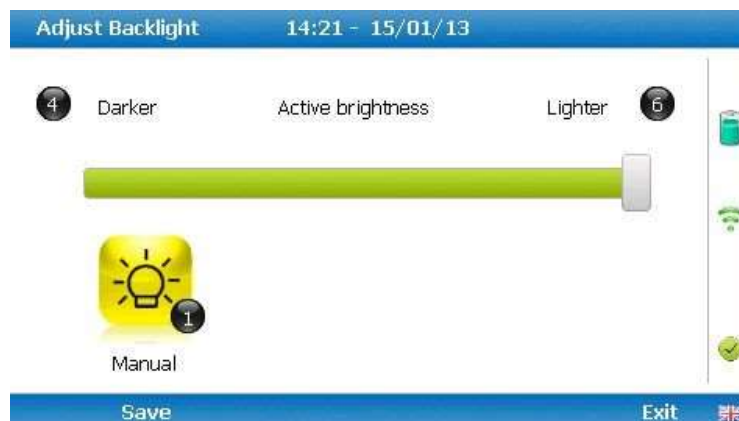 Adjust Backlight 14:21 - 15/01/13
4 Darker Active brightness Lighter 6
1
Manual
Save Exit